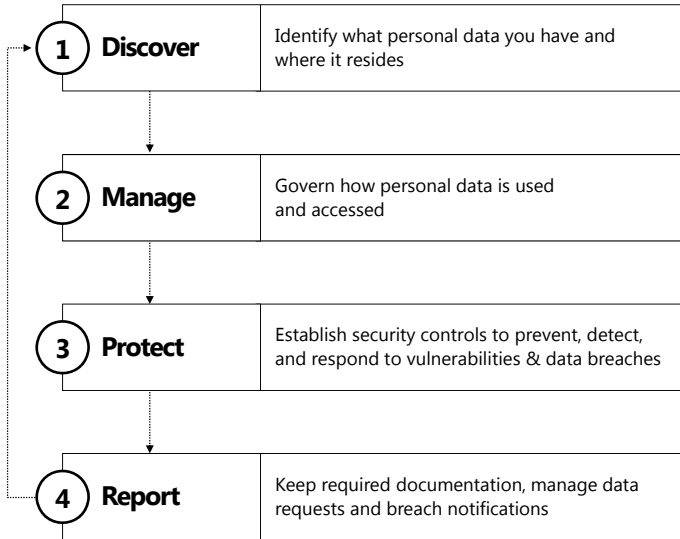 1 Discover
Identify what personal data you have and
where it resides
2 Manage
Govern how personal data is used
and accessed
3 Protect
Establish security controls to prevent, detect,
and respond to vulnerabilities & data breaches
4 Report
Keep required documentation, manage data
requests and breach notifications